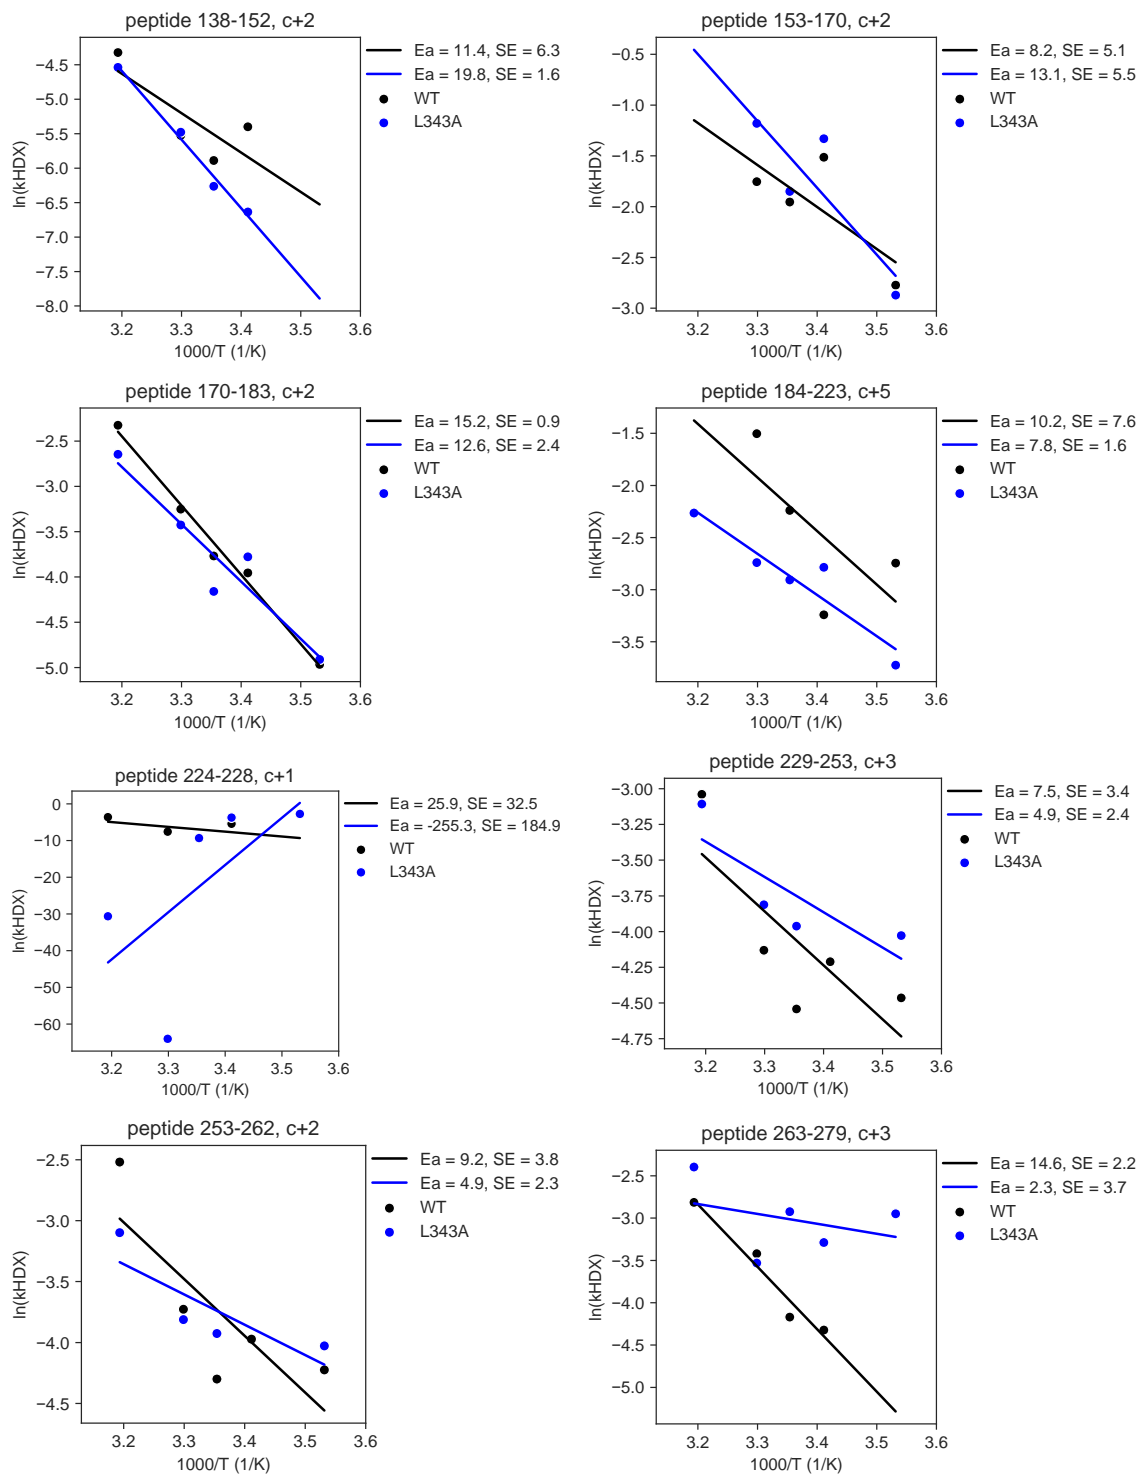 peptide 138-152, c+2
Ea = 11.4, SE = 6.3
Ea = 19.8, SE = 1.6
WT
L343A
ln(kHDX)
−4.5
−5.0
−5.5
−6.0
−6.5
−7.0
−7.5
−8.0
3.2 3.3 3.4 3.5 3.6
1000/T (1/K)
peptide 153-170, c+2
Ea = 8.2, SE = 5.1
Ea = 13.1, SE = 5.5
WT
L343A
ln(kHDX)
−0.5
−1.0
−1.5
−2.0
−2.5
−3.0
3.2 3.3 3.4 3.5 3.6
1000/T (1/K)
peptide 170-183, c+2
Ea = 15.2, SE = 0.9
Ea = 12.6, SE = 2.4
WT
L343A
ln(kHDX)
−2.5
−3.0
−3.5
−4.0
−4.5
−5.0
3.2 3.3 3.4 3.5 3.6
1000/T (1/K)
peptide 184-223, c+5
Ea = 10.2, SE = 7.6
Ea = 7.8, SE = 1.6
WT
L343A
ln(kHDX)
−1.5
−2.0
−2.5
−3.0
−3.5
3.2 3.3 3.4 3.5 3.6
1000/T (1/K)
peptide 224-228, c+1
Ea = 25.9, SE = 32.5
Ea = -255.3, SE = 184.9
WT
L343A
ln(kHDX)
0
−10
−20
−30
−40
−50
−60
3.2 3.3 3.4 3.5 3.6
1000/T (1/K)
peptide 229-253, c+3
Ea = 7.5, SE = 3.4
Ea = 4.9, SE = 2.4
WT
L343A
ln(kHDX)
−3.00
−3.25
−3.50
−3.75
−4.00
−4.25
−4.50
−4.75
3.2 3.3 3.4 3.5 3.6
1000/T (1/K)
peptide 253-262, c+2
Ea = 9.2, SE = 3.8
Ea = 4.9, SE = 2.3
WT
L343A
ln(kHDX)
−2.5
−3.0
−3.5
−4.0
−4.5
3.2 3.3 3.4 3.5 3.6
1000/T (1/K)
peptide 263-279, c+3
Ea = 14.6, SE = 2.2
Ea = 2.3, SE = 3.7
WT
L343A
ln(kHDX)
−2.5
−3.0
−3.5
−4.0
−4.5
−5.0
3.2 3.3 3.4 3.5 3.6
1000/T (1/K)